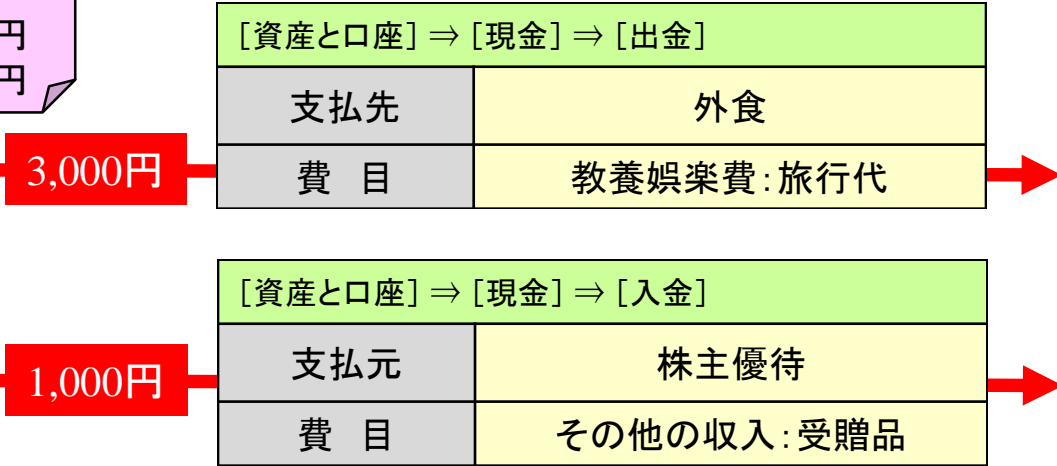 円
円
[資産と口座]⇒[現金]⇒[出金]
支払先 外食
3,000円
費 目 教養娯楽費：旅行代
[資産と口座]⇒[現金]⇒[入金]
支払元 株主優待
1,000円
費 目 その他の収入：受贈品